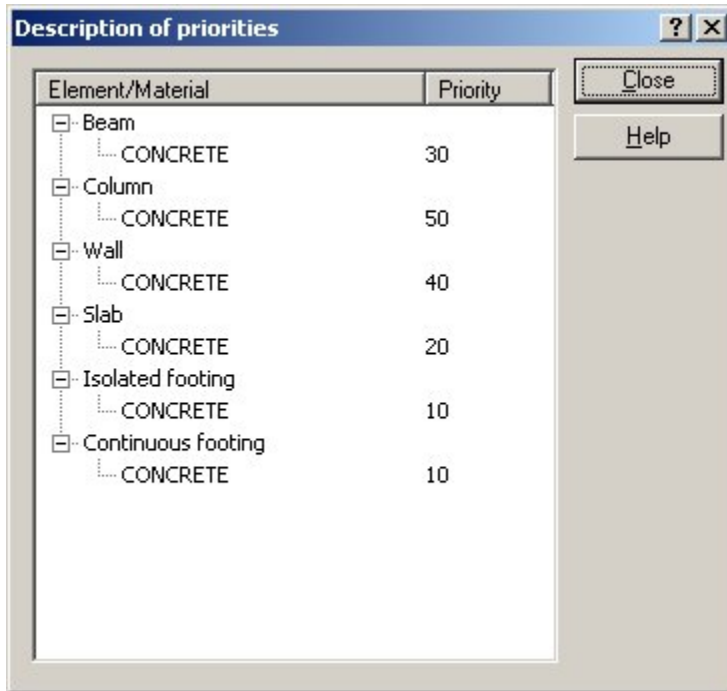 Description of priorities
Element/Material Priority
Close
Help
Beam
CONCRETE 30
Column
CONCRETE 50
Wall
CONCRETE 40
Slab
CONCRETE 20
Isolated footing
CONCRETE 10
Continuous footing
CONCRETE 10